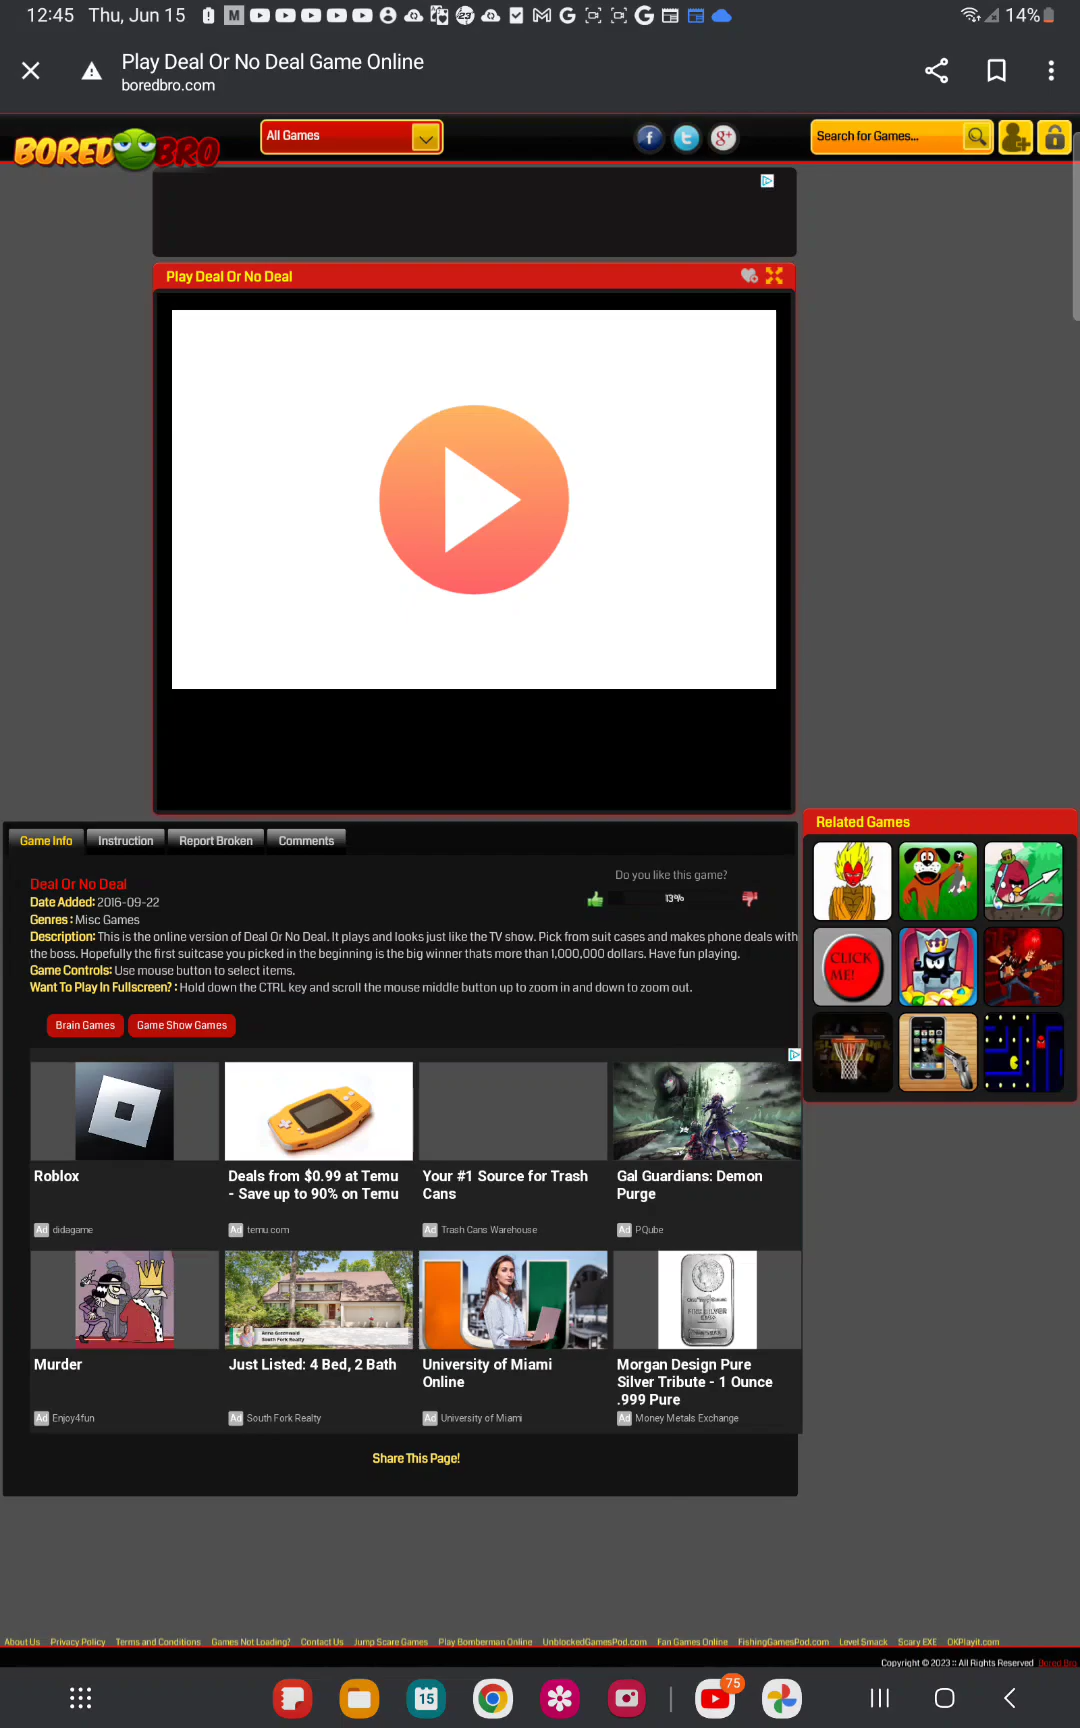 12:45 Thu, Jun 15
14%
Play Deal Or No Deal Game Online
boredbro.com
BORED BRO
All Games
Search for Games...
Play Deal Or No Deal
Game Info
Instruction
Report Broken
Comments
Related Games
Deal Or No Deal
Do you like this game?
13%
Date Added: 2016-09-22
Genres : Misc Games
Description: This is the online version of Deal Or No Deal. It plays and looks just like the TV show. Pick from suit cases and makes phone deals with
the boss. Hopefully the first suitcase you picked in the beginning is the big winner thats more than 1,000,000 dollars. Have fun playing.
Game Controls: Use mouse button to select items.
Want To Play In Fullscreen? : Hold down the CTRL key and scroll the mouse middle button up to zoom in and down to zoom out.
CLICK
ME!
Brain Games
Game Show Games
Roblox
Ad didagame
Deals from $0.99 at Temu
- Save up to 90% on Temu
Ad temu.com
Your #1 Source for Trash
Cans
Ad Trash Cans Warehouse
Gal Guardians: Demon
Purge
Ad PQube
Murder
Ad Enjoy4fun
South Fork Realty
Just Listed: 4 Bed, 2 Bath
Ad South Fork Realty
University of Miami
Online
Ad University of Miami
Morgan Design Pure
Silver Tribute - 1 Ounce
.999 Pure
Ad Money Metals Exchange
Share This Page!
About Us Privacy Policy Terms and Conditions Games Not Loading? Contact Us Jump Scare Games Play Bomberman Online UnblockedGamesPod.com Fan Games Online FishingGamesPod.com Level Smack Scary EXE OKPlayit.com
Copyright © 2023 :: All Rights Reserved Bored Bro
15
75